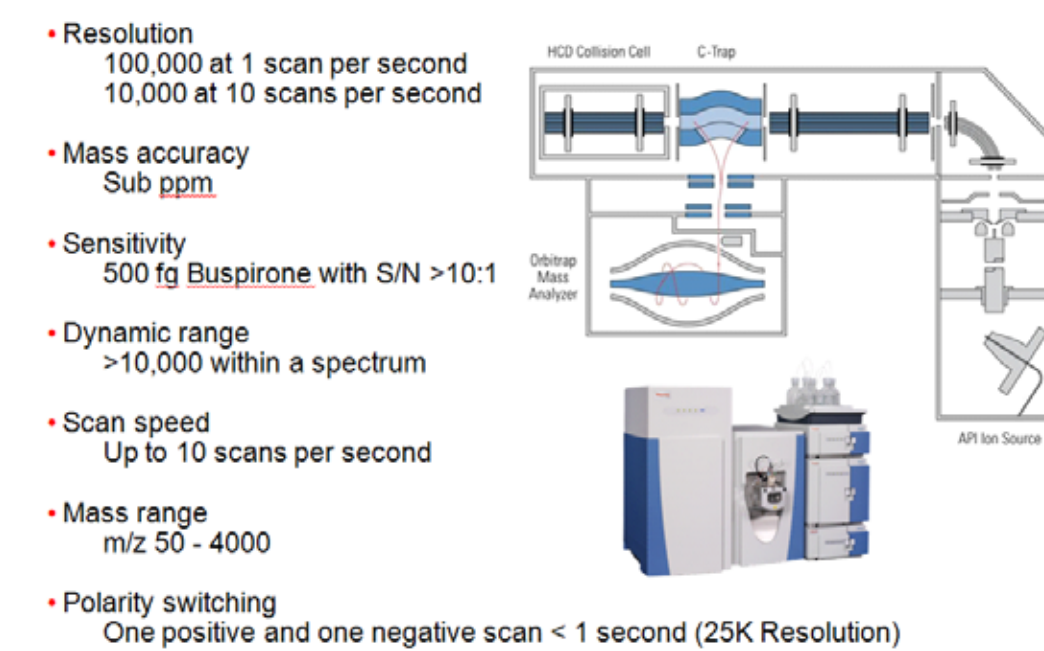 • Resolution
100,000 at 1 scan per second
10,000 at 10 scans per second
• Mass accuracy
Sub ppm
• Sensitivity
500 fg Buspirone with S/N >10:1
• Dynamic range
>10,000 within a spectrum
• Scan speed
Up to 10 scans per second
• Mass range
m/z 50 - 4000
• Polarity switching
One positive and one negative scan < 1 second (25K Resolution)
HCD Collision Cell
C-Trap
Orbitrap
Mass
Analyzer
API Ion Source